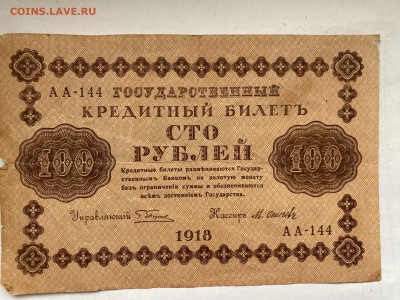 COINS.LAVE.RU
АА-144 ГОСУДАРСТВЕННЫЙ
КРЕДИТНЫЙ БИЛЕТЪ
СТО
РУБЛЕЙ
100 100
Кредитные билеты размѣниваются Государ-
ственнымъ Банкомъ на золотую монету
безъ ограниченія суммы и обезпечиваются
всѣмъ достояніемъ Государства.
Управляющій Кассиръ
1918
АА-144